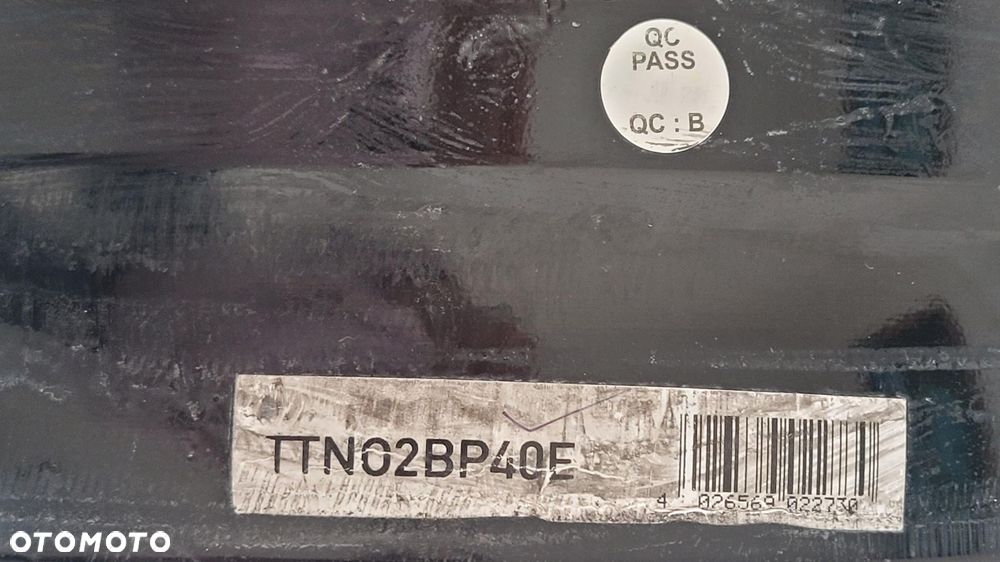 QC
PASS
QC : B
TTN02BP40E
4 026569 022730
OTOMOTO